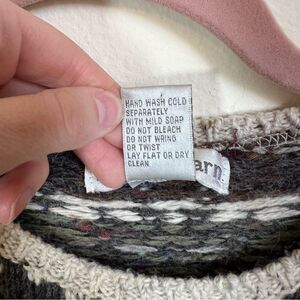 HAND WASH COLD
SEPARATELY
WITH MILD SOAP
DO NOT BLEACH
DO NOT WRING
OR TWIST
LAY FLAT OR DRY
CLEAN
arn